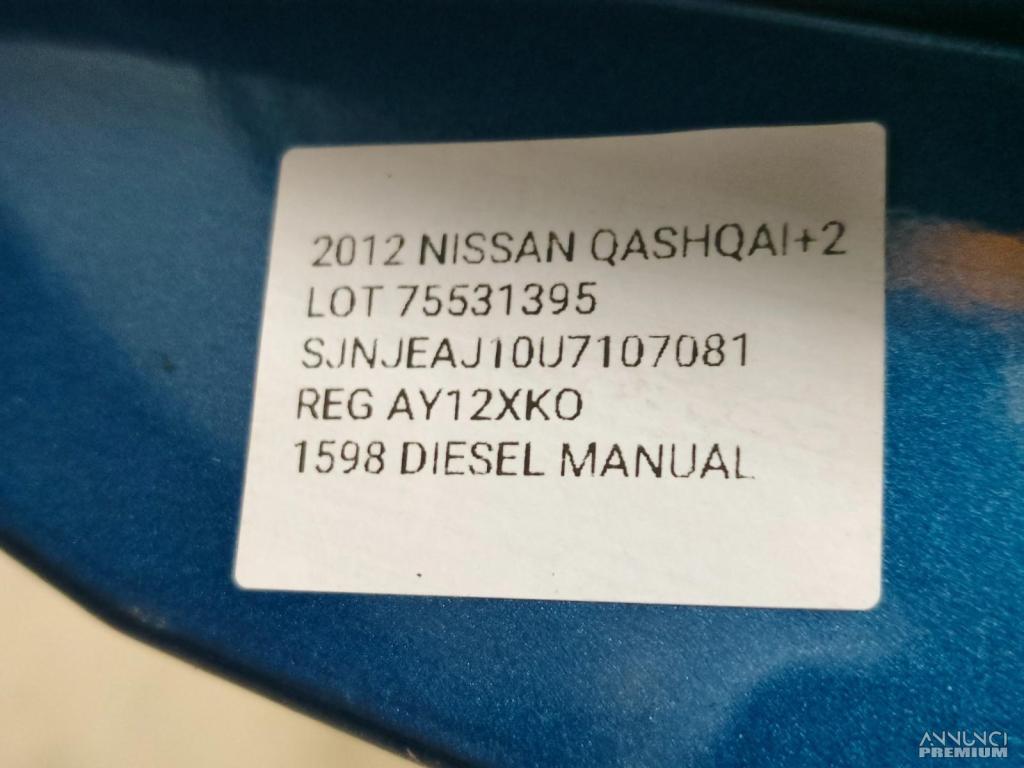 2012 NISSAN QASHQAI+2
LOT 75531395
SJNJEAJ10U7107081
REG AY12XKO
1598 DIESEL MANUAL
ANNUNCI
PREMIUM